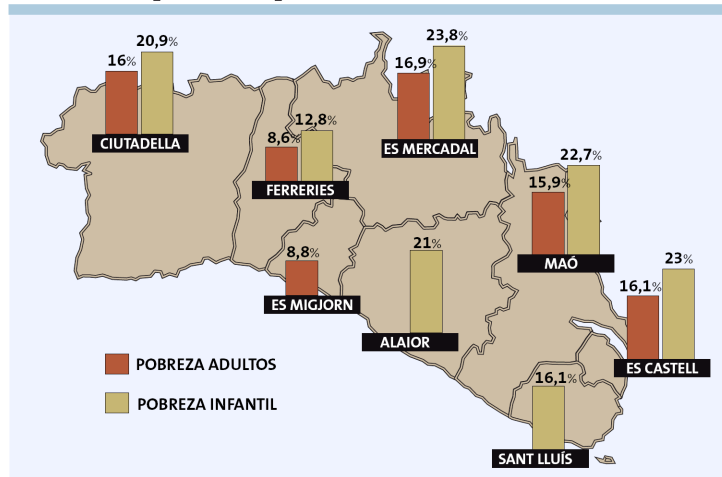 20,9%
16%
CIUTADELLA
23,8%
16,9%
ES MERCADAL
12,8%
8,6%
FERRERIES
22,7%
15,9%
MAÓ
8,8%
ES MIGJORN
21%
ALAIOR
23%
16,1%
ES CASTELL
16,1%
SANT LLUÍS
POBREZA ADULTOS
POBREZA INFANTIL